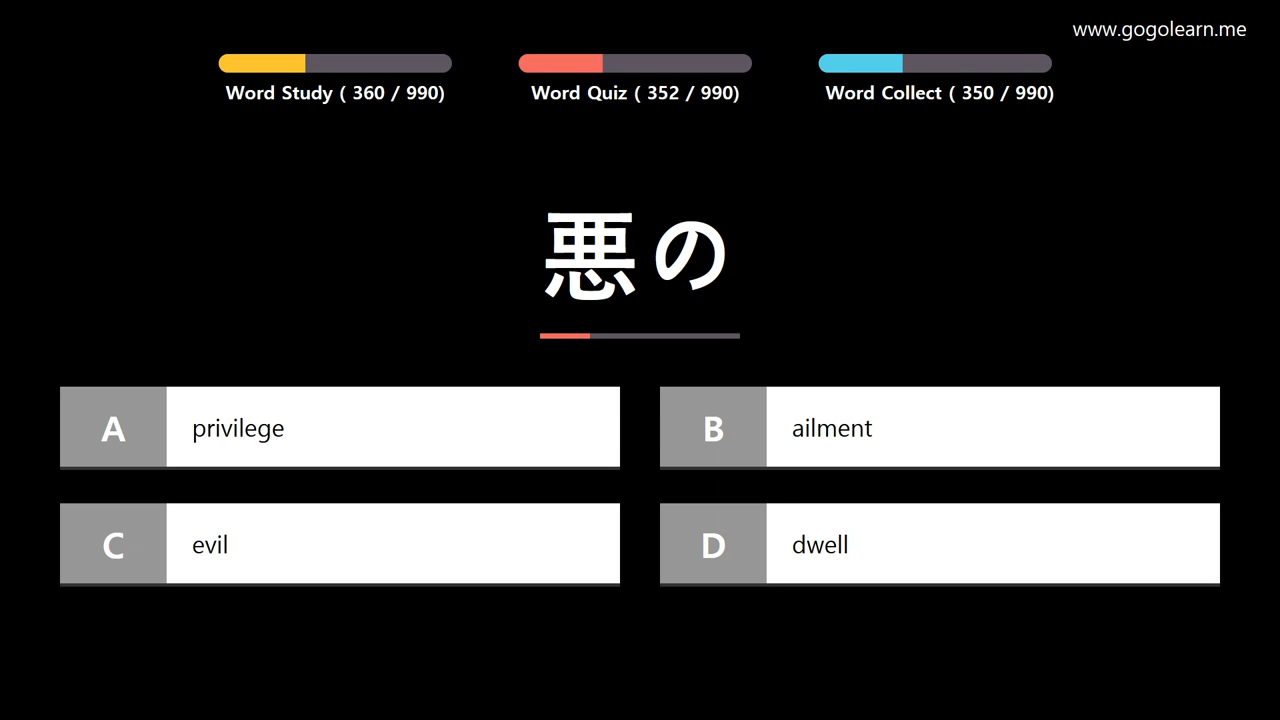 www.gogolearn.me
Word Study ( 360 / 990)
Word Quiz ( 352 / 990)
Word Collect ( 350 / 990)
悪の
A privilege
B ailment
C evil
D dwell